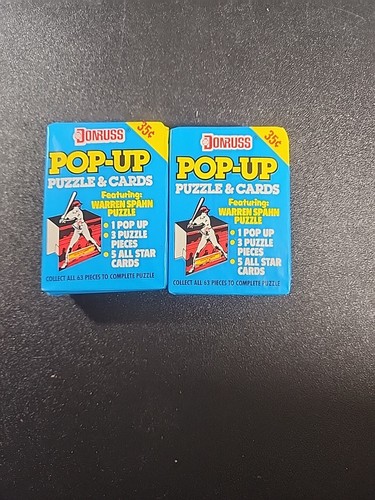 DONRUSS
35¢
POP-UP
PUZZLE & CARDS
Featuring:
WARREN SPAHN
PUZZLE
• 1 POP UP
• 3 PUZZLE
PIECES
• 5 ALL STAR
CARDS
COLLECT ALL 63 PIECES TO COMPLETE PUZZLE
DONRUSS
35¢
POP-UP
PUZZLE & CARDS
Featuring:
WARREN SPAHN
PUZZLE
• 1 POP UP
• 3 PUZZLE
PIECES
• 5 ALL STAR
CARDS
COLLECT ALL 63 PIECES TO COMPLETE PUZZLE